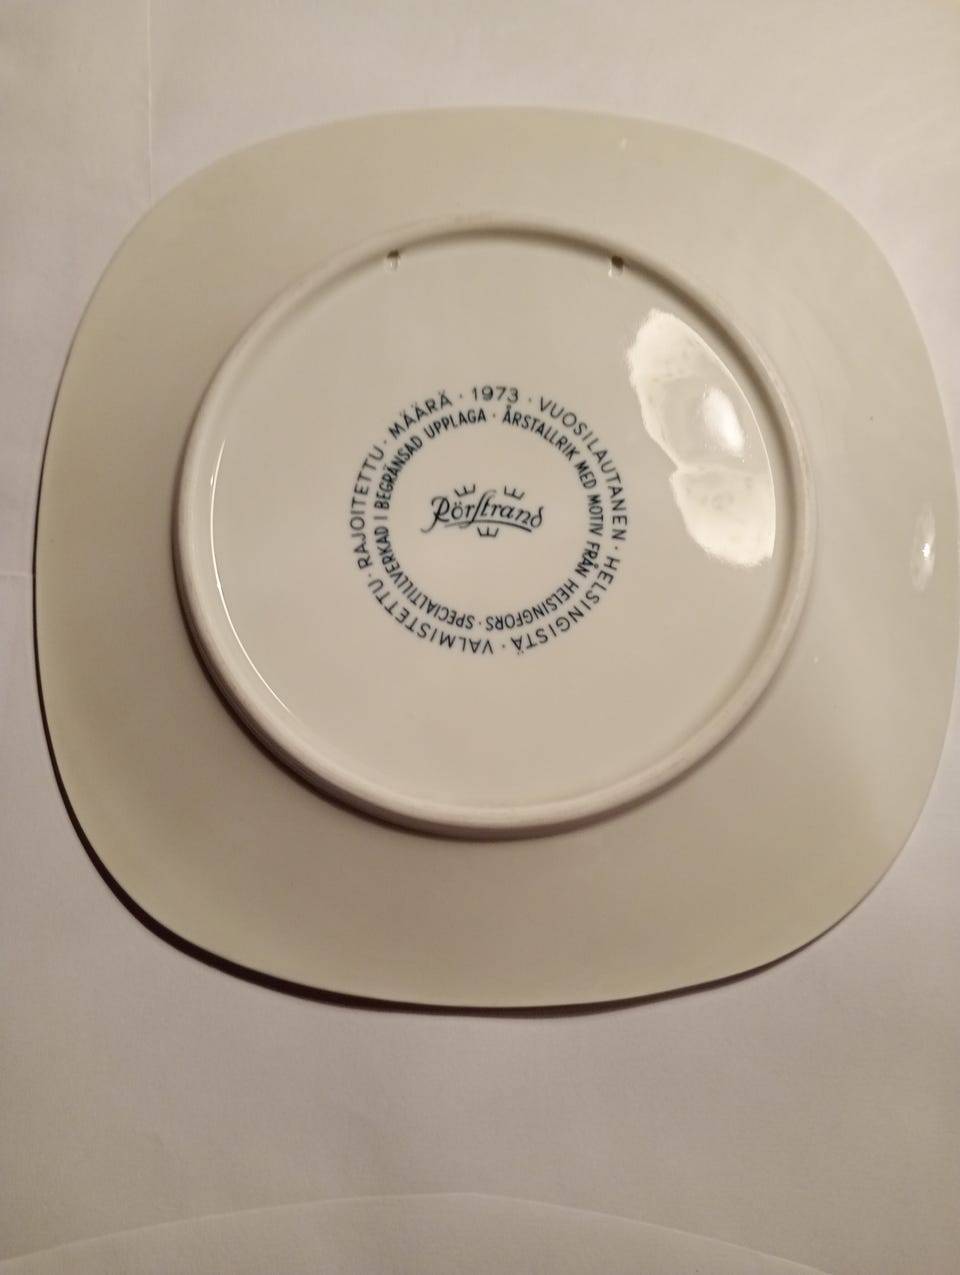 1973 · VUOSILAUTANEN · HELSINGISTÄ · VALMISTETTU · RAJOITETTU · MÄÄRÄ ·
ÅRSTALLRIK MED MOTIV FRÅN HELSINGFORS · SPECIALTILLVERKAD I BEGRÄNSAD UPPLAGA ·
Rörstrand